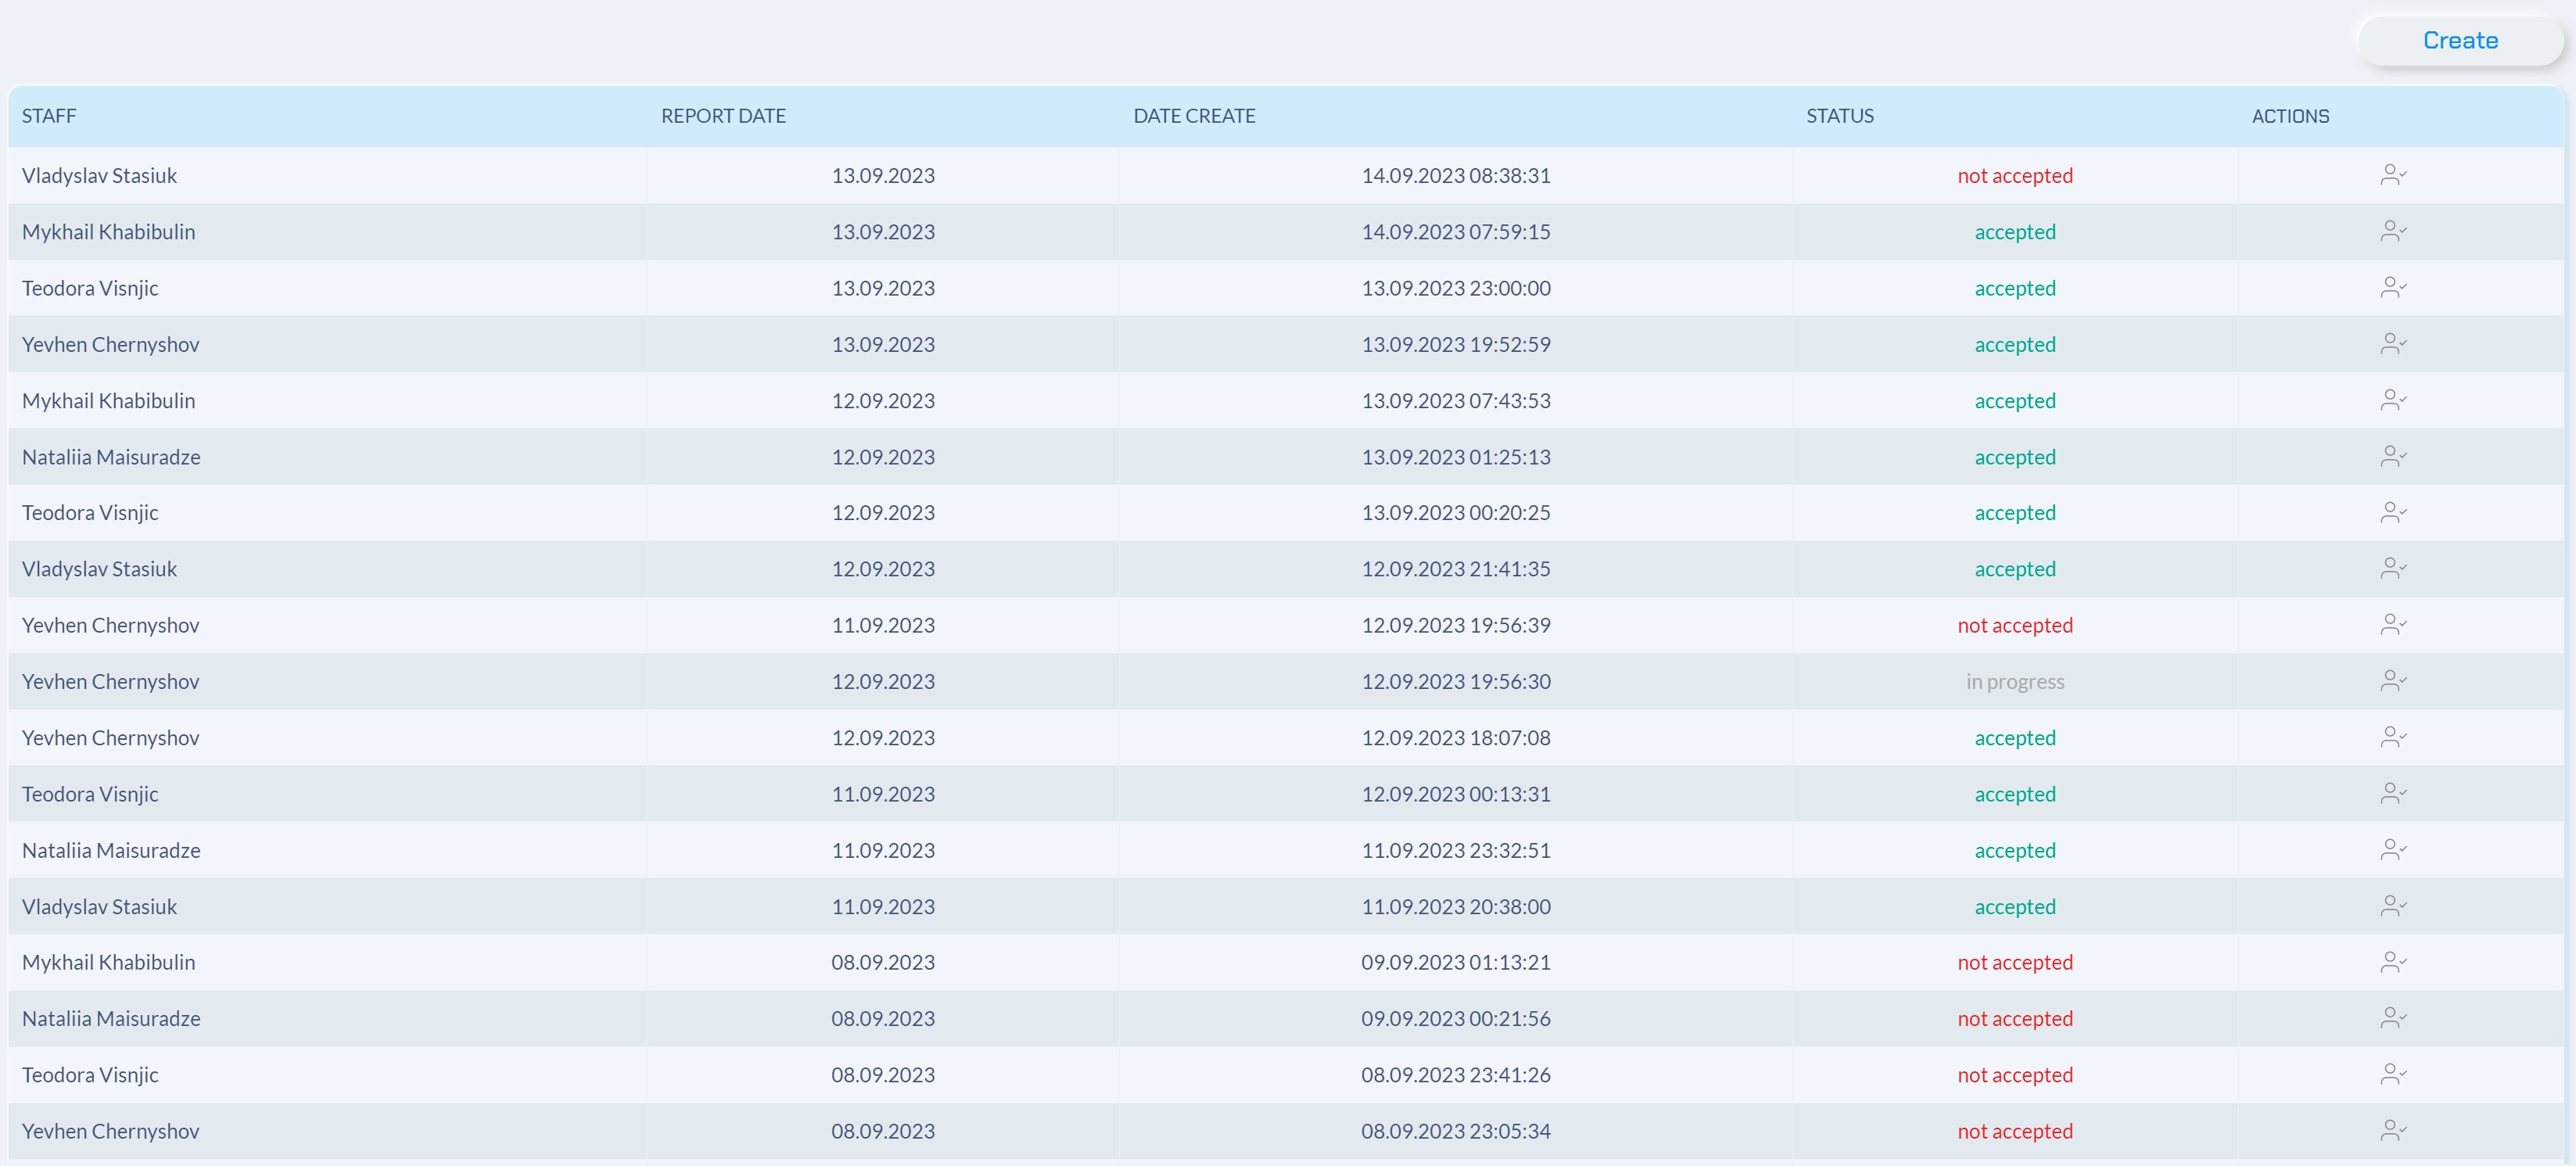 Create
STAFF REPORT DATE DATE CREATE STATUS ACTIONS
Vladyslav Stasiuk 13.09.2023 14.09.2023 08:38:31 not accepted
Mykhail Khabibulin 13.09.2023 14.09.2023 07:59:15 accepted
Teodora Visnjic 13.09.2023 13.09.2023 23:00:00 accepted
Yevhen Chernyshov 13.09.2023 13.09.2023 19:52:59 accepted
Mykhail Khabibulin 12.09.2023 13.09.2023 07:43:53 accepted
Nataliia Maisuradze 12.09.2023 13.09.2023 01:25:13 accepted
Teodora Visnjic 12.09.2023 13.09.2023 00:20:25 accepted
Vladyslav Stasiuk 12.09.2023 12.09.2023 21:41:35 accepted
Yevhen Chernyshov 11.09.2023 12.09.2023 19:56:39 not accepted
Yevhen Chernyshov 12.09.2023 12.09.2023 19:56:30 in progress
Yevhen Chernyshov 12.09.2023 12.09.2023 18:07:08 accepted
Teodora Visnjic 11.09.2023 12.09.2023 00:13:31 accepted
Nataliia Maisuradze 11.09.2023 11.09.2023 23:32:51 accepted
Vladyslav Stasiuk 11.09.2023 11.09.2023 20:38:00 accepted
Mykhail Khabibulin 08.09.2023 09.09.2023 01:13:21 not accepted
Nataliia Maisuradze 08.09.2023 09.09.2023 00:21:56 not accepted
Teodora Visnjic 08.09.2023 08.09.2023 23:41:26 not accepted
Yevhen Chernyshov 08.09.2023 08.09.2023 23:05:34 not accepted